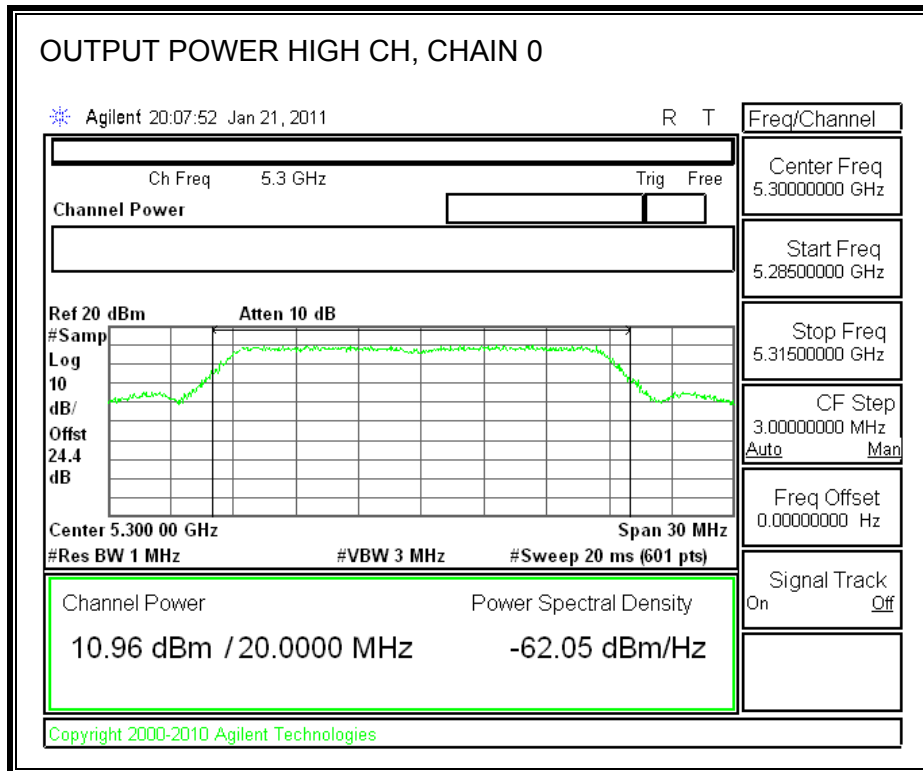 OUTPUT POWER HIGH CH, CHAIN 0
Agilent 20:07:52 Jan 21, 2011 R T
Ch Freq 5.3 GHz Trig Free
Channel Power
Ref 20 dBm Atten 10 dB
#Samp
Log
10
dB/
Offst
24.4
dB
Center 5.300 00 GHz Span 30 MHz
#Res BW 1 MHz #VBW 3 MHz #Sweep 20 ms (601 pts)
Channel Power Power Spectral Density
10.96 dBm / 20.0000 MHz -62.05 dBm/Hz
Copyright 2000-2010 Agilent Technologies
Freq/Channel
Center Freq
5.30000000 GHz
Start Freq
5.28500000 GHz
Stop Freq
5.31500000 GHz
CF Step
3.00000000 MHz
Auto Man
Freq Offset
0.00000000 Hz
Signal Track
On Off